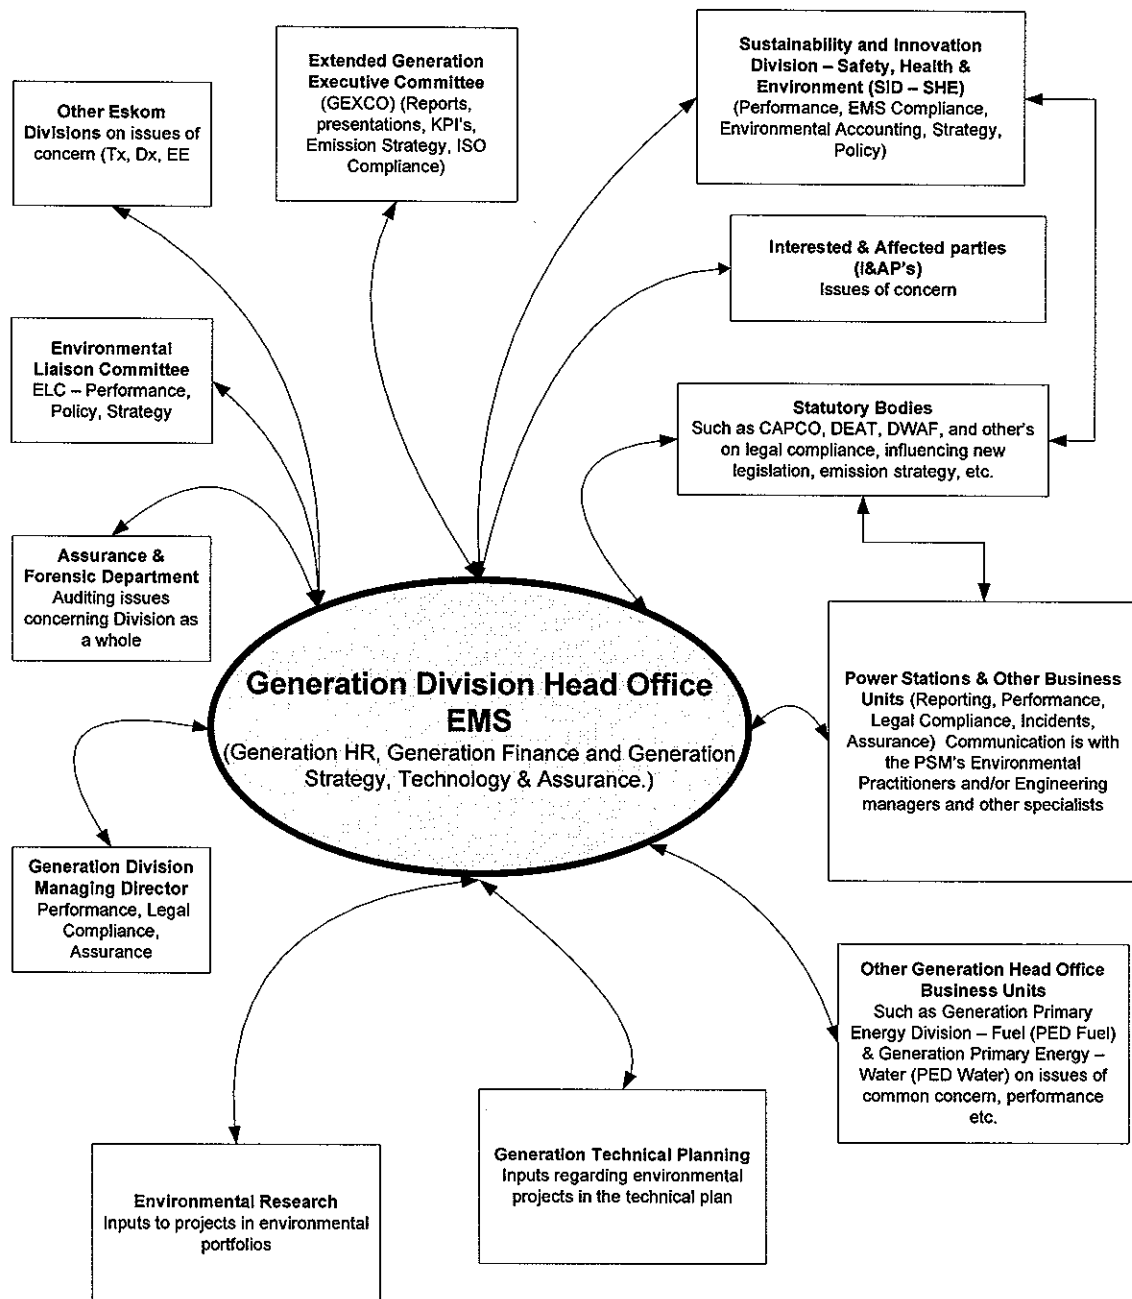 Other Eskom
Divisions on issues of
concern (Tx, Dx, EE
Extended Generation
Executive Committee
(GEXCO) (Reports,
presentations, KPI's,
Emission Strategy, ISO
Compliance)
Sustainability and Innovation
Division – Safety, Health &
Environment (SID – SHE)
(Performance, EMS Compliance,
Environmental Accounting, Strategy,
Policy)
Interested & Affected parties
(I&AP's)
Issues of concern
Environmental
Liaison Committee
ELC – Performance,
Policy, Strategy
Statutory Bodies
Such as CAPCO, DEAT, DWAF, and other's
on legal compliance, influencing new
legislation, emission strategy, etc.
Assurance &
Forensic Department
Auditing issues
concerning Division as
a whole
Generation Division Head Office
EMS
(Generation HR, Generation Finance and Generation
Strategy, Technology & Assurance.)
Power Stations & Other Business
Units (Reporting, Performance,
Legal Compliance, Incidents,
Assurance) Communication is with
the PSM's Environmental
Practitioners and/or Engineering
managers and other specialists
Generation Division
Managing Director
Performance, Legal
Compliance,
Assurance
Other Generation Head Office
Business Units
Such as Generation Primary
Energy Division – Fuel (PED Fuel)
& Generation Primary Energy –
Water (PED Water) on issues of
common concern, performance
etc.
Environmental Research
Inputs to projects in environmental
portfolios
Generation Technical Planning
Inputs regarding environmental
projects in the technical plan